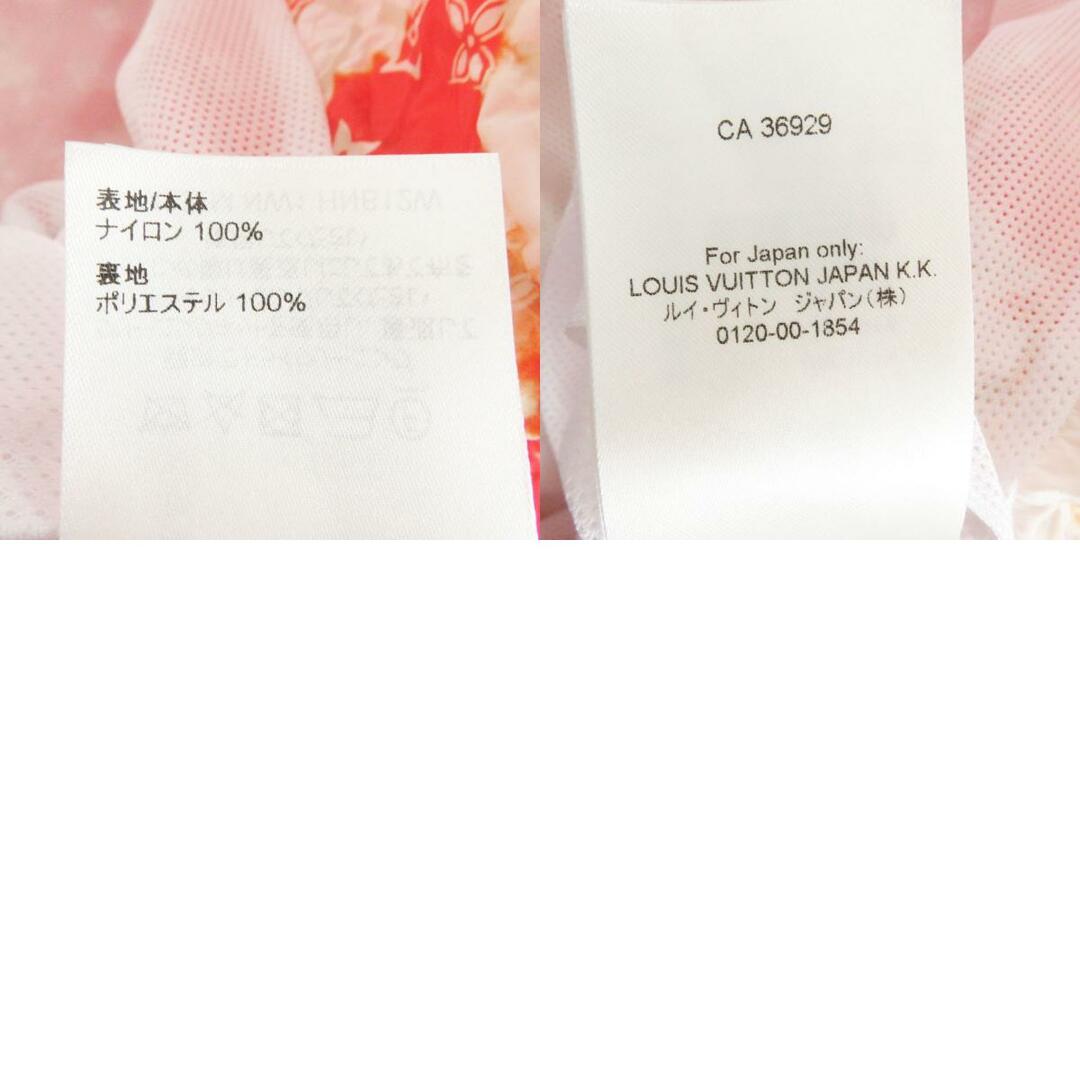 表地/本体
ナイロン 100%
裏地
ポリエステル 100%
CA 36929
For Japan only:
LOUIS VUITTON JAPAN K.K.
ルイ・ヴィトン ジャパン(株)
0120-00-1854